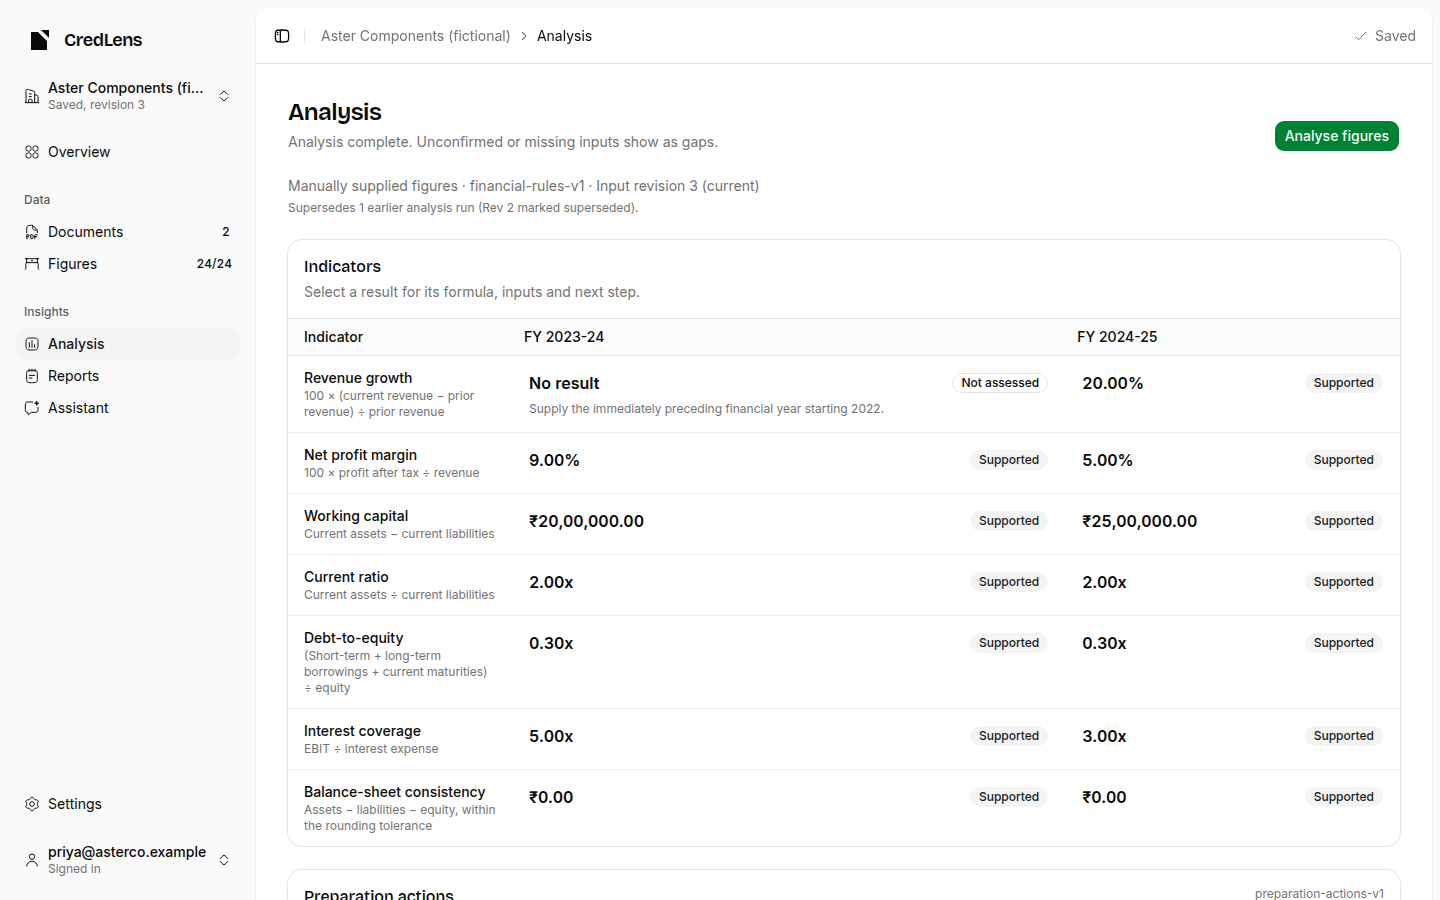 CredLens
Aster Components (fi...
Saved, revision 3
Overview
Data
Documents 2
Figures 24/24
Insights
Analysis
Reports
Assistant
Settings
priya@asterco.example
Signed in
Aster Components (fictional) > Analysis
Saved
Analysis
Analysis complete. Unconfirmed or missing inputs show as gaps.
Analyse figures
Manually supplied figures · financial-rules-v1 · Input revision 3 (current)
Supersedes 1 earlier analysis run (Rev 2 marked superseded).
Indicators
Select a result for its formula, inputs and next step.
Indicator FY 2023-24 FY 2024-25
Revenue growth
100 × (current revenue − prior
revenue) ÷ prior revenue
No result Not assessed 20.00% Supported
Supply the immediately preceding financial year starting 2022.
Net profit margin
100 × profit after tax ÷ revenue
9.00% Supported 5.00% Supported
Working capital
Current assets − current liabilities
₹20,00,000.00 Supported ₹25,00,000.00 Supported
Current ratio
Current assets ÷ current liabilities
2.00x Supported 2.00x Supported
Debt-to-equity
(Short-term + long-term
borrowings + current maturities)
÷ equity
0.30x Supported 0.30x Supported
Interest coverage
EBIT ÷ interest expense
5.00x Supported 3.00x Supported
Balance-sheet consistency
Assets − liabilities − equity, within
the rounding tolerance
₹0.00 Supported ₹0.00 Supported
Preparation actions preparation-actions-v1